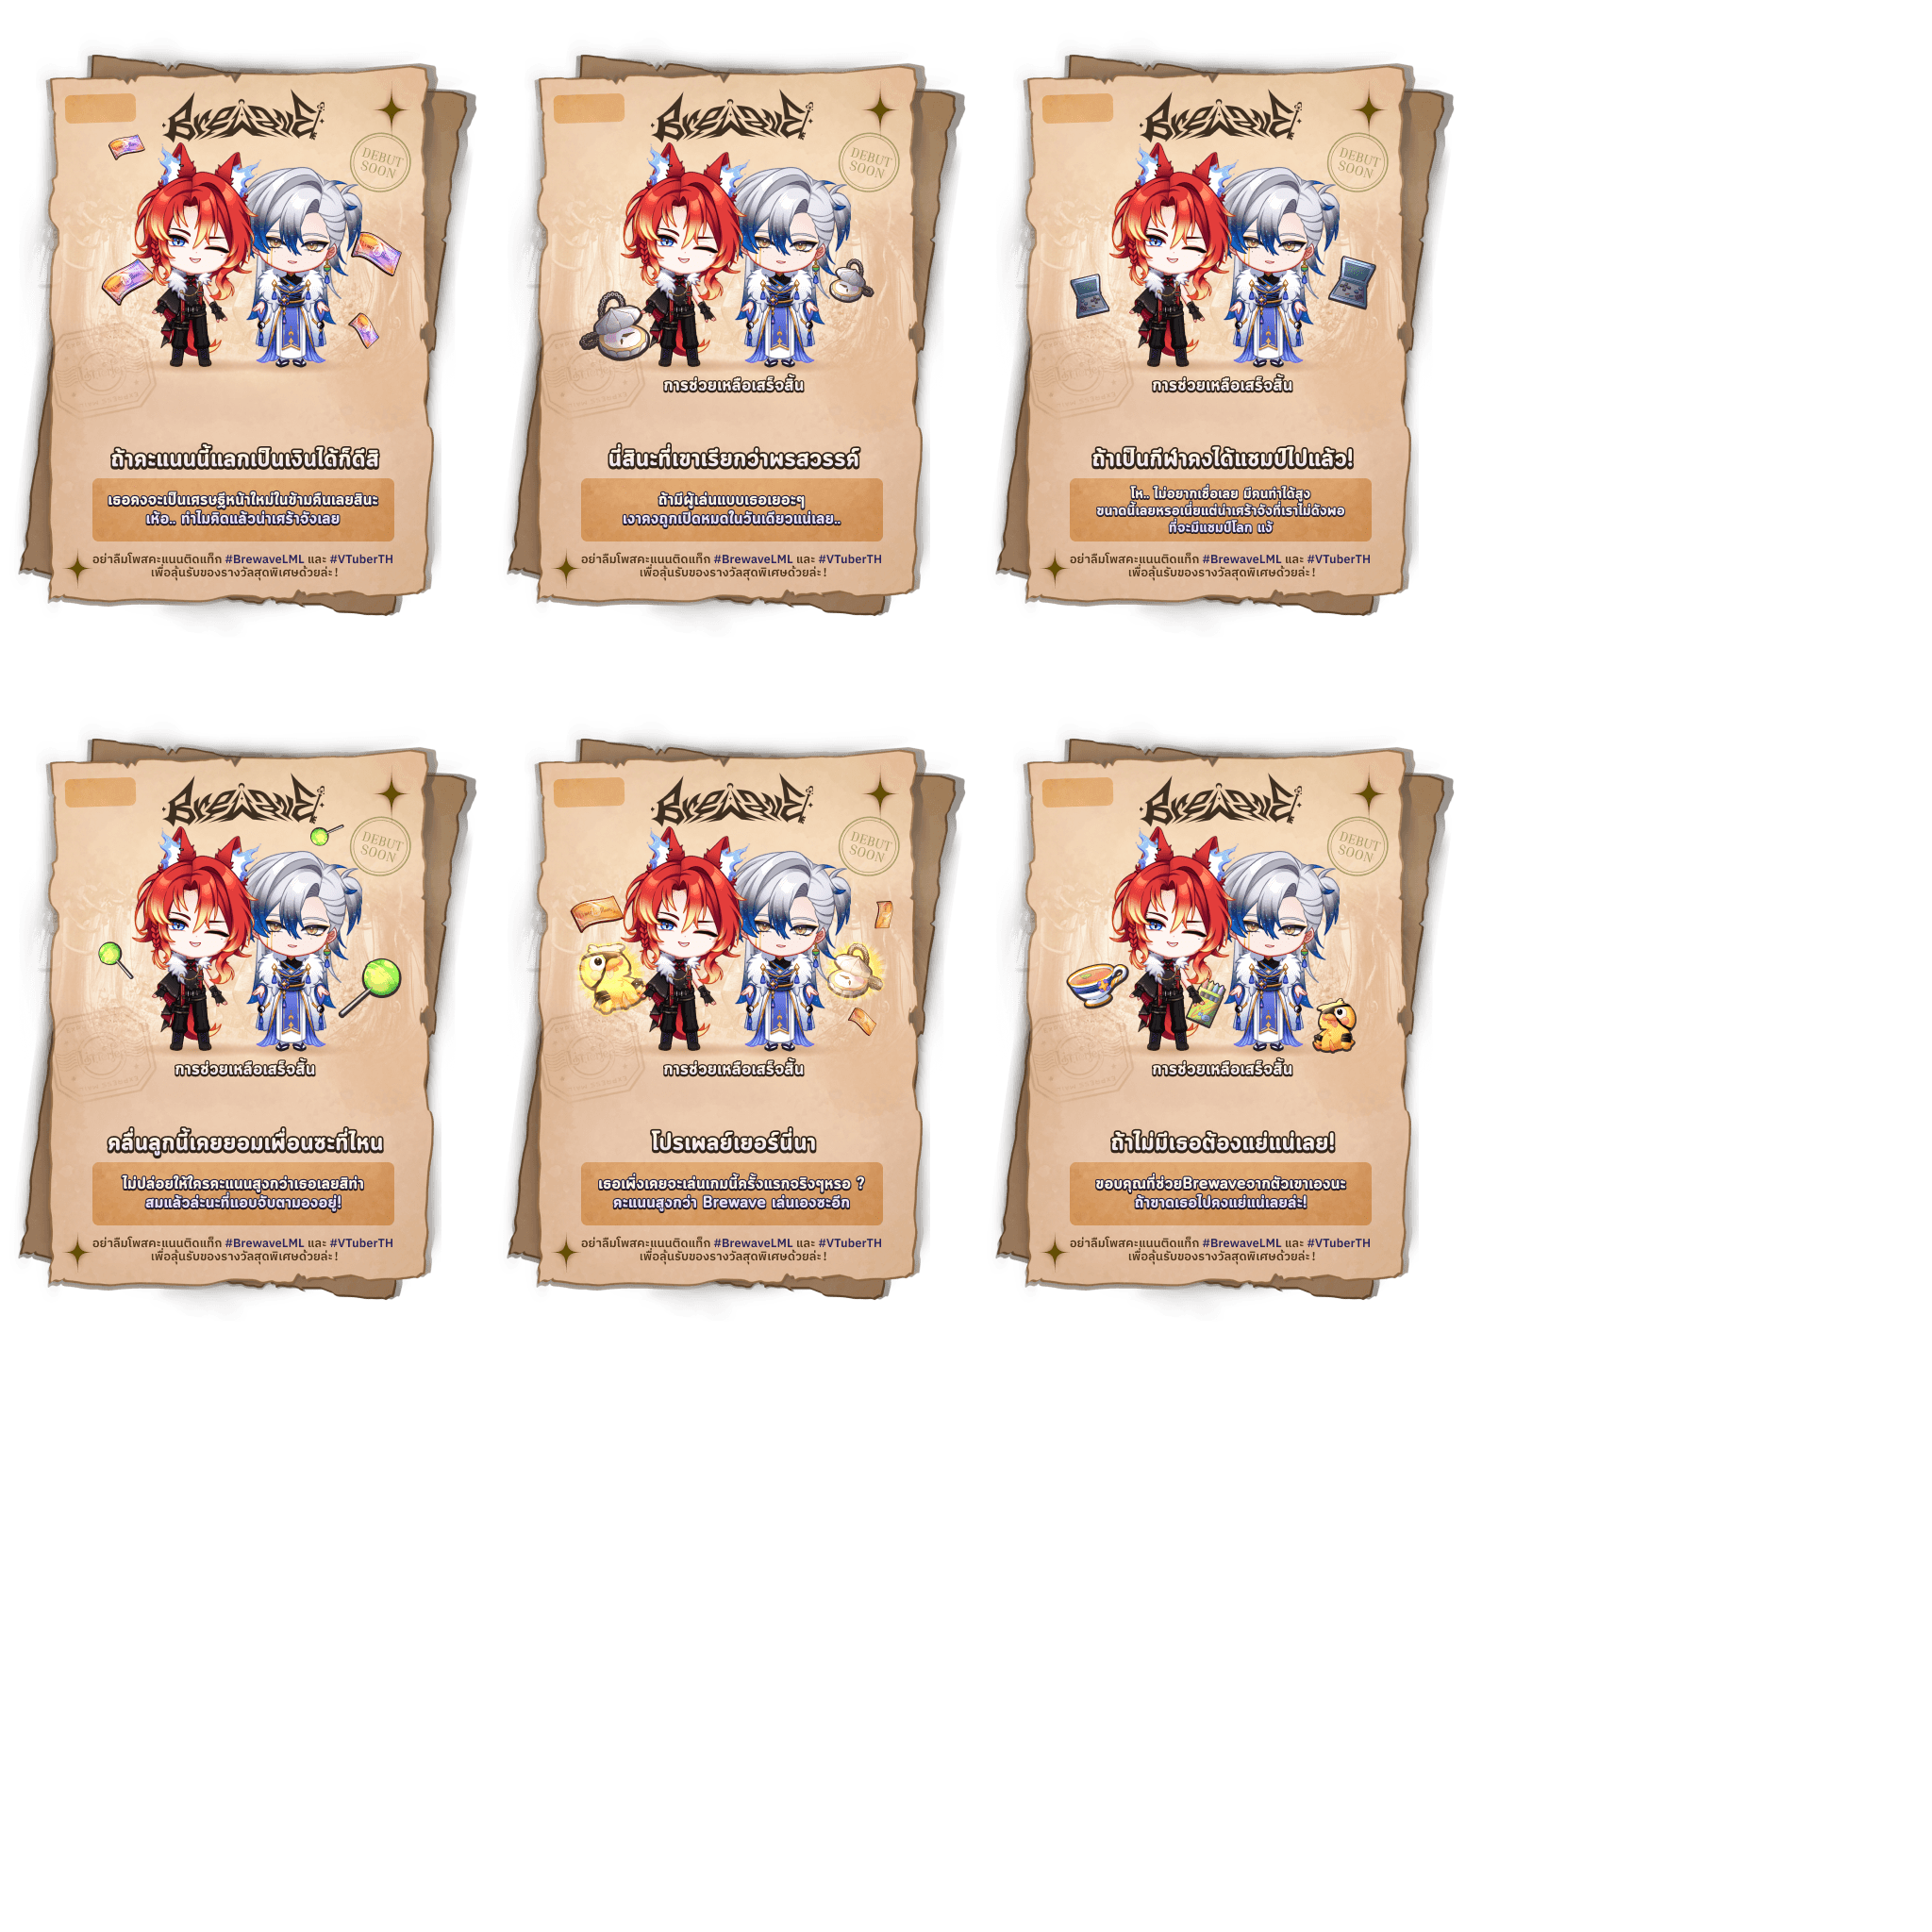 Brewave
DEBUT
SOON
ถ้าคะแนนนี้แลกเป็นเงินได้ก็ดีสิ
เธอคงจะเป็นเศรษฐีหน้าใหม่ในข้ามคืนเลยสินะ
เห้อ.. ทำไมคิดแล้วน่าเศร้าจังเลย
อย่าลืมโพสคะแนนติดแท็ก #BrewaveLML และ #VTuberTH
เพื่อลุ้นรับของรางวัลสุดพิเศษด้วยล่ะ!
Brewave
DEBUT
SOON
การช่วยเหลือเสร็จสิ้น
นี่สินะที่เขาเรียกว่าพรสวรรค์
ถ้ามีผู้เล่นแบบเธอเยอะๆ
เงาคงถูกเปิดหมดในวันเดียวแน่เลย..
อย่าลืมโพสคะแนนติดแท็ก #BrewaveLML และ #VTuberTH
เพื่อลุ้นรับของรางวัลสุดพิเศษด้วยล่ะ!
Brewave
DEBUT
SOON
การช่วยเหลือเสร็จสิ้น
ถ้าเป็นกีฬาคงได้แชมป์ไปแล้ว!
โห.. ไม่อยากเชื่อเลย มีคนทำได้สูง
ขนาดนี้เลยหรอเนี่ยแต่น่าเศร้าจังที่เราไม่ดังพอ
ที่จะมีแชมป์โลก แง้
อย่าลืมโพสคะแนนติดแท็ก #BrewaveLML และ #VTuberTH
เพื่อลุ้นรับของรางวัลสุดพิเศษด้วยล่ะ!
Brewave
DEBUT
SOON
การช่วยเหลือเสร็จสิ้น
คลื่นลูกนี้เคยยอมเพื่อนซะที่ไหน
ไม่ปล่อยให้ใครคะแนนสูงกว่าเธอเลยสิท่า
สมแล้วล่ะนะที่แอบจับตามองอยู่!
อย่าลืมโพสคะแนนติดแท็ก #BrewaveLML และ #VTuberTH
เพื่อลุ้นรับของรางวัลสุดพิเศษด้วยล่ะ!
Brewave
DEBUT
SOON
การช่วยเหลือเสร็จสิ้น
โปรเพลย์เยอร์นี่นา
เธอเพิ่งเคยจะเล่นเกมนี้ครั้งแรกจริงๆหรอ ?
คะแนนสูงกว่า Brewave เล่นเองซะอีก
อย่าลืมโพสคะแนนติดแท็ก #BrewaveLML และ #VTuberTH
เพื่อลุ้นรับของรางวัลสุดพิเศษด้วยล่ะ!
Brewave
DEBUT
SOON
การช่วยเหลือเสร็จสิ้น
ถ้าไม่มีเธอต้องแย่แน่เลย!
ขอบคุณที่ช่วยBrewaveจากตัวเขาเองนะ
ถ้าขาดเธอไปคงแย่แน่เลยล่ะ!
อย่าลืมโพสคะแนนติดแท็ก #BrewaveLML และ #VTuberTH
เพื่อลุ้นรับของรางวัลสุดพิเศษด้วยล่ะ!